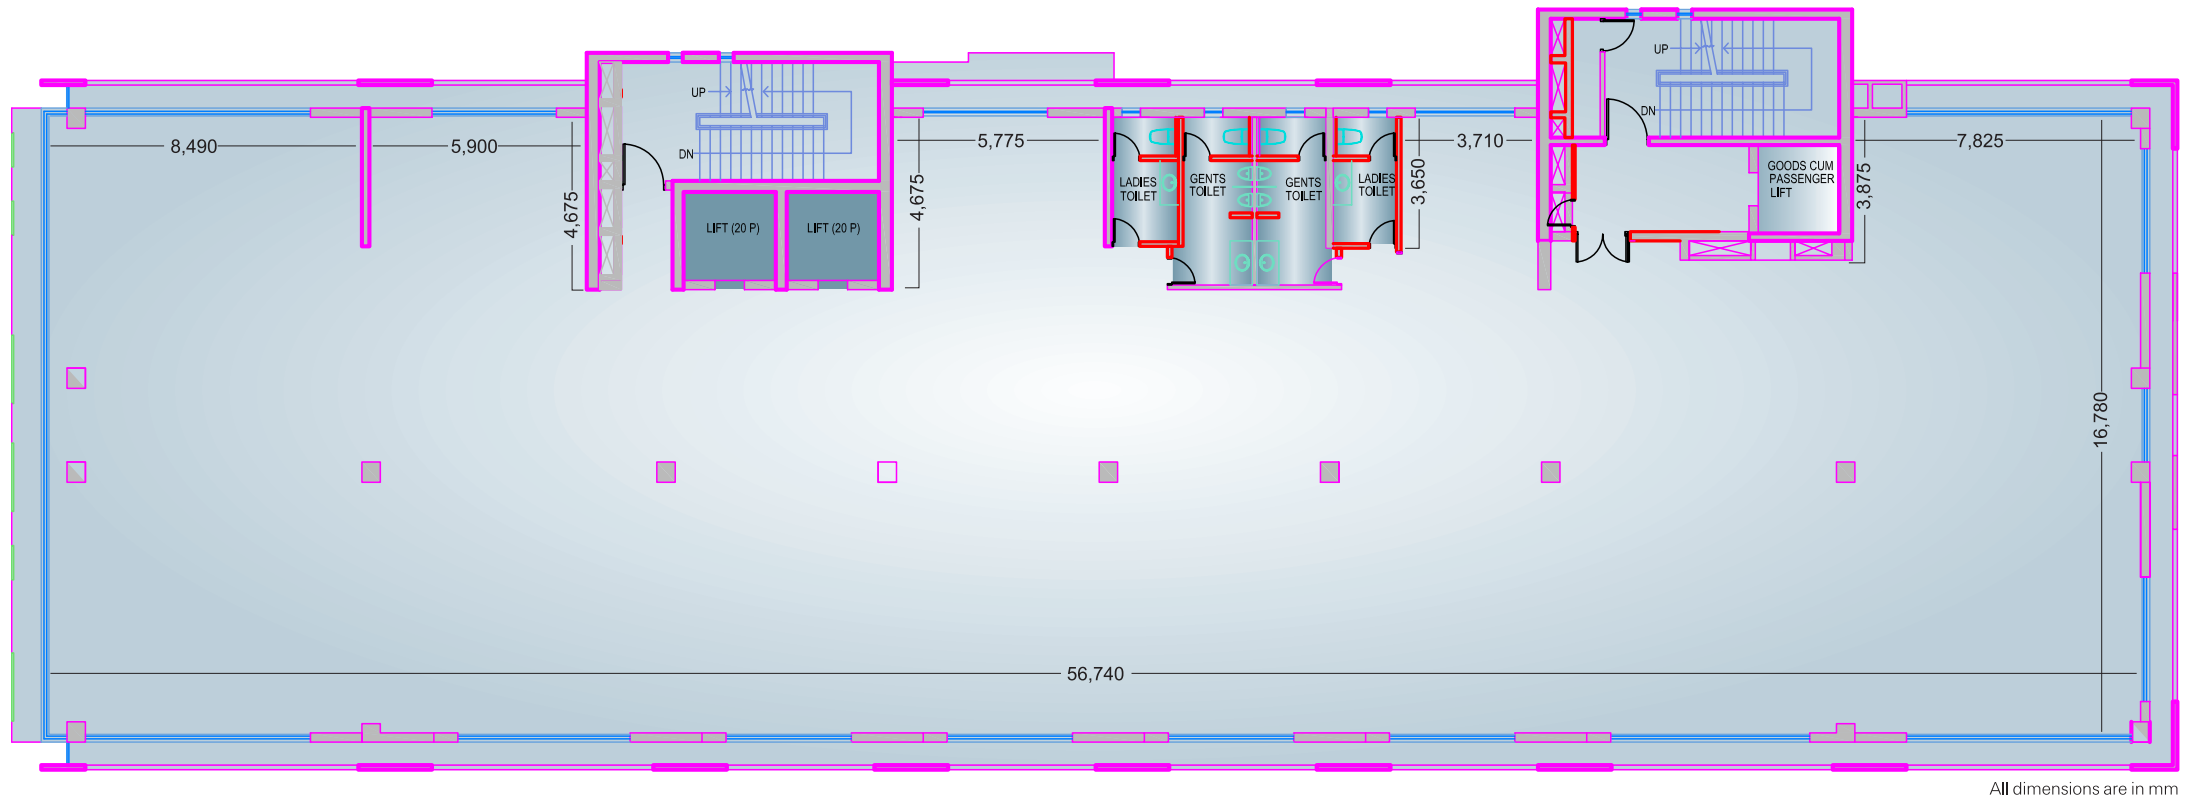 UP
DN
UP
DN
8,490
5,900
5,775
3,710
7,825
4,675
4,675
3,650
3,875
LADIES
TOILET
GENTS
TOILET
GENTS
TOILET
LADIES
TOILET
GOODS CUM
PASSENGER
LIFT
LIFT (20 P)
LIFT (20 P)
16,780
56,740
All dimensions are in mm